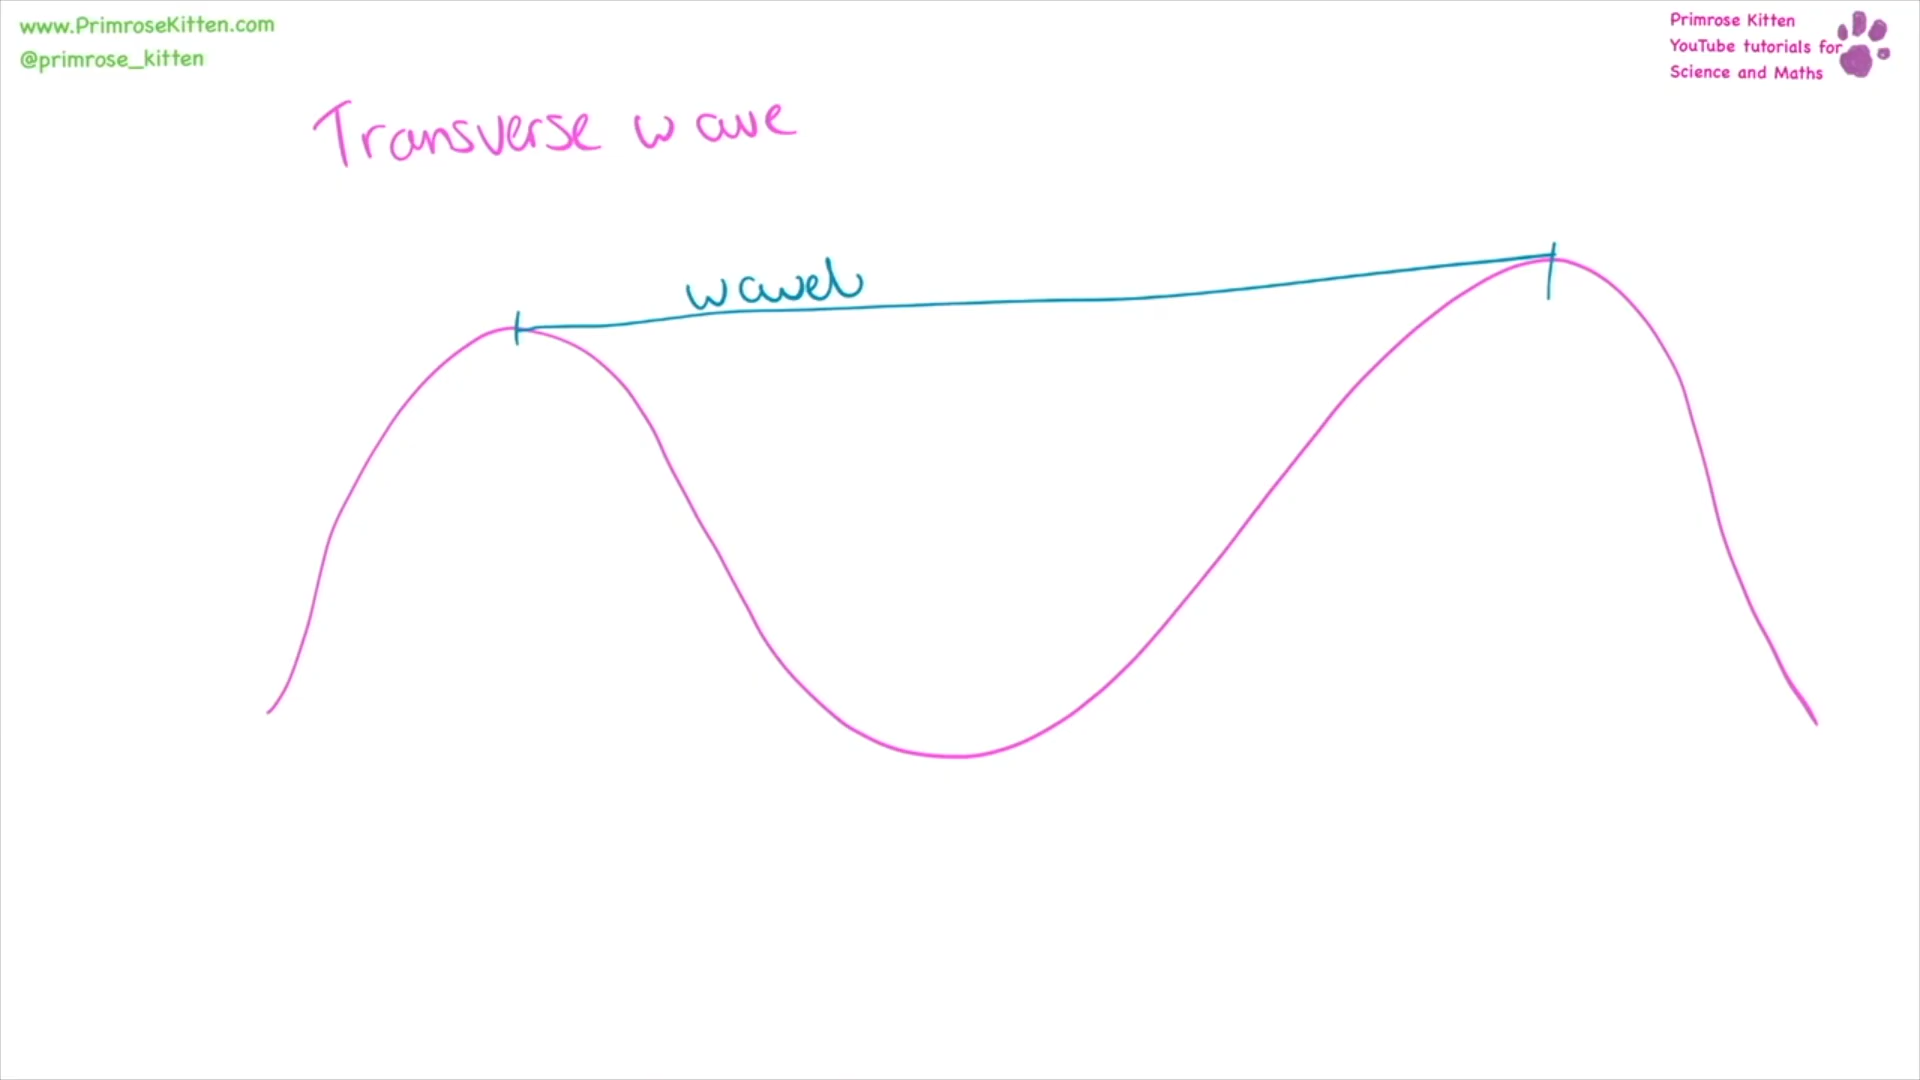 www.PrimroseKitten.com
@primrose_kitten
Primrose Kitten
YouTube tutorials for
Science and Maths
Transverse wave
wavel